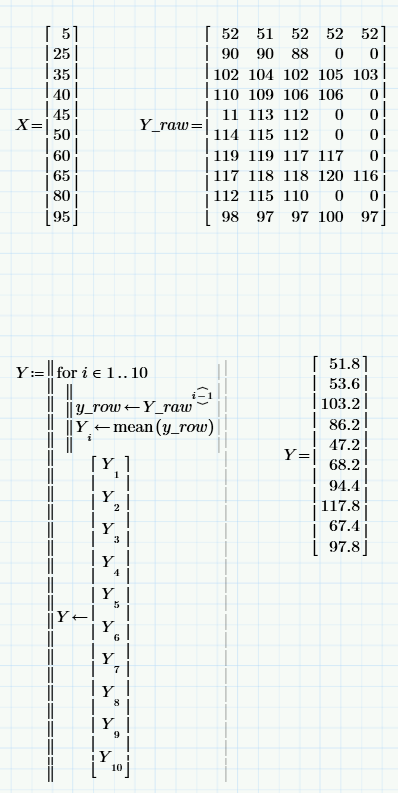 X=[5 25 35 40 45 50 60 65 80 95]
Y_raw=[52 51 52 52 52
90 90 88 0 0
102 104 102 105 103
110 109 106 106 0
11 113 112 0 0
114 115 112 0 0
119 119 117 117 0
117 118 118 120 116
112 115 110 0 0
98 97 97 100 97]
Y:=‖for i ∈ 1..10
‖y_row←Y_raw^(i−1)
‖Y_i←mean(y_row)
Y←[Y_1 Y_2 Y_3 Y_4 Y_5 Y_6 Y_7 Y_8 Y_9 Y_10]
Y=[51.8 53.6 103.2 86.2 47.2 68.2 94.4 117.8 67.4 97.8]